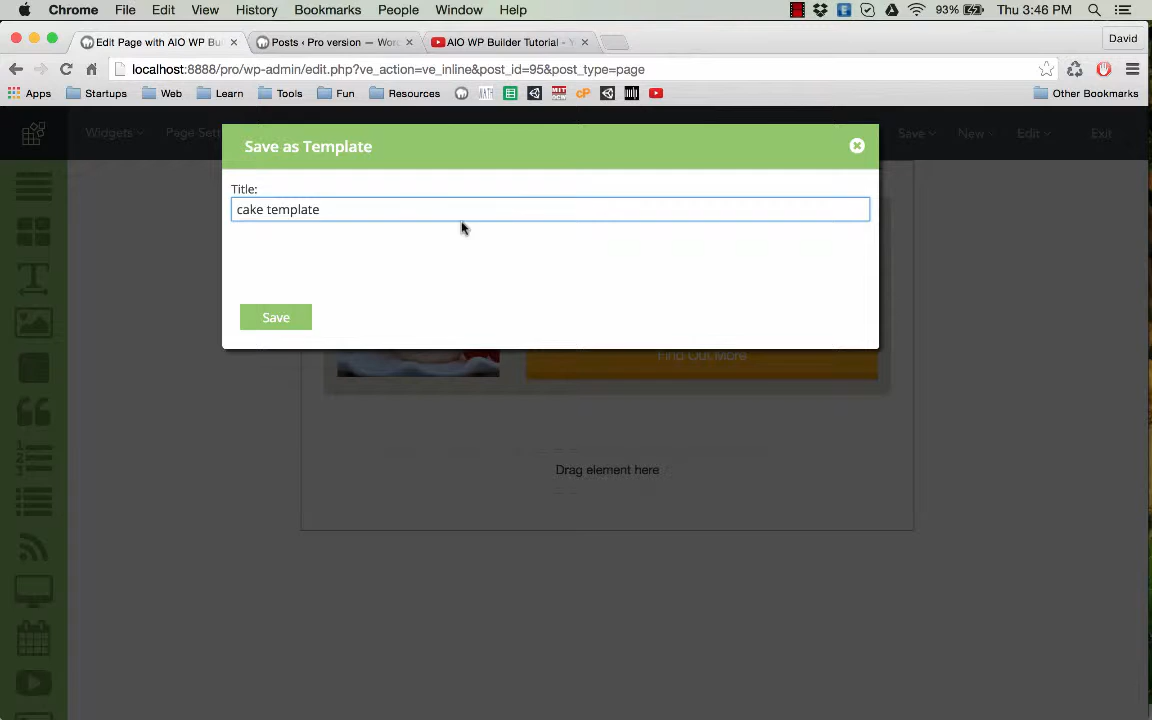 Chrome File Edit View History Bookmarks People Window Help 93% Thu 3:46 PM
Edit Page with AIO WP Bu
Posts ‹ Pro version — Wor
AIO WP Builder Tutorial - Y
David
localhost:8888/pro/wp-admin/edit.php?ve_action=ve_inline&post_id=95&post_type=page
Apps Startups Web Learn Tools Fun Resources Other Bookmarks
Widgets Page Sett Save New Edit Exit
Save as Template
Title:
cake template
Save
Find Out More
Drag element here